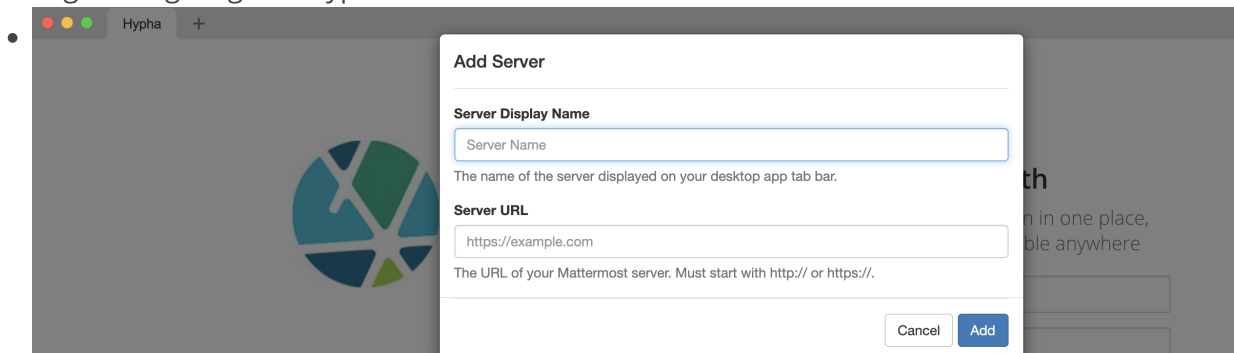 Hypha +
Add Server
Server Display Name
Server Name
The name of the server displayed on your desktop app tab bar.
Server URL
https://example.com
The URL of your Mattermost server. Must start with http:// or https://.
Cancel Add
th
n in one place,
ble anywhere